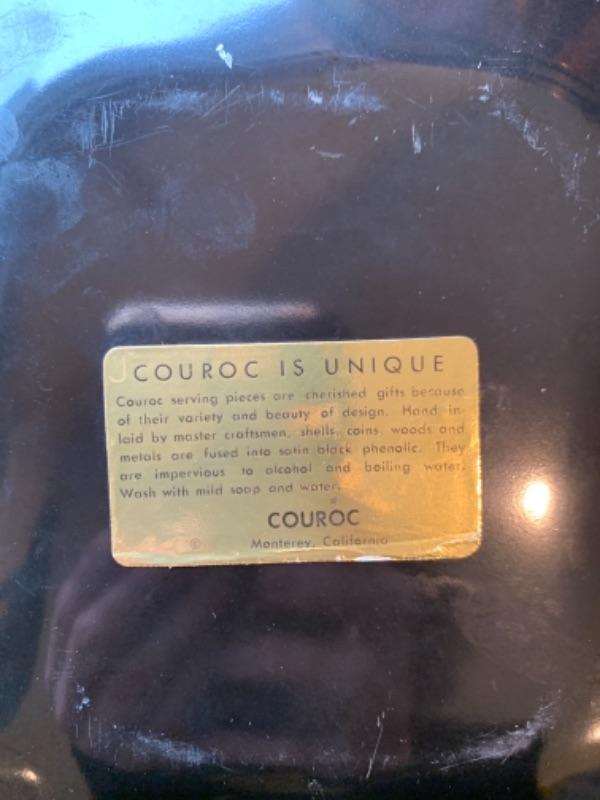 COUROC IS UNIQUE
Couroc serving pieces are cherished gifts because
of their variety and beauty of design. Hand in-
laid by master craftsmen, shells, coins, woods and
metals are fused into satin black phenolic. They
are impervious to alcohol and boiling water.
Wash with mild soap and water.
COUROC
© Monterey, California